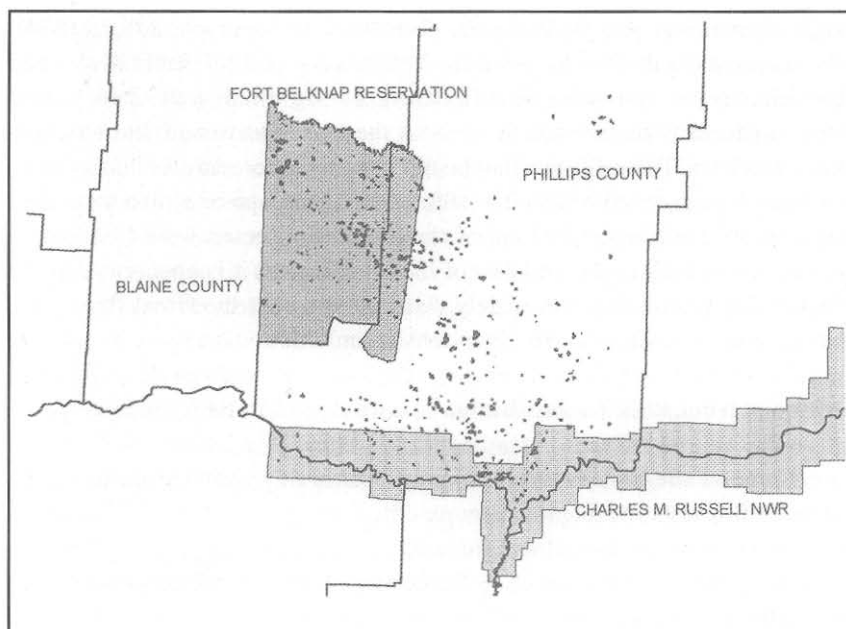 FORT BELKNAP RESERVATION
PHILLIPS COUNTY
BLAINE COUNTY
CHARLES M. RUSSELL NWR